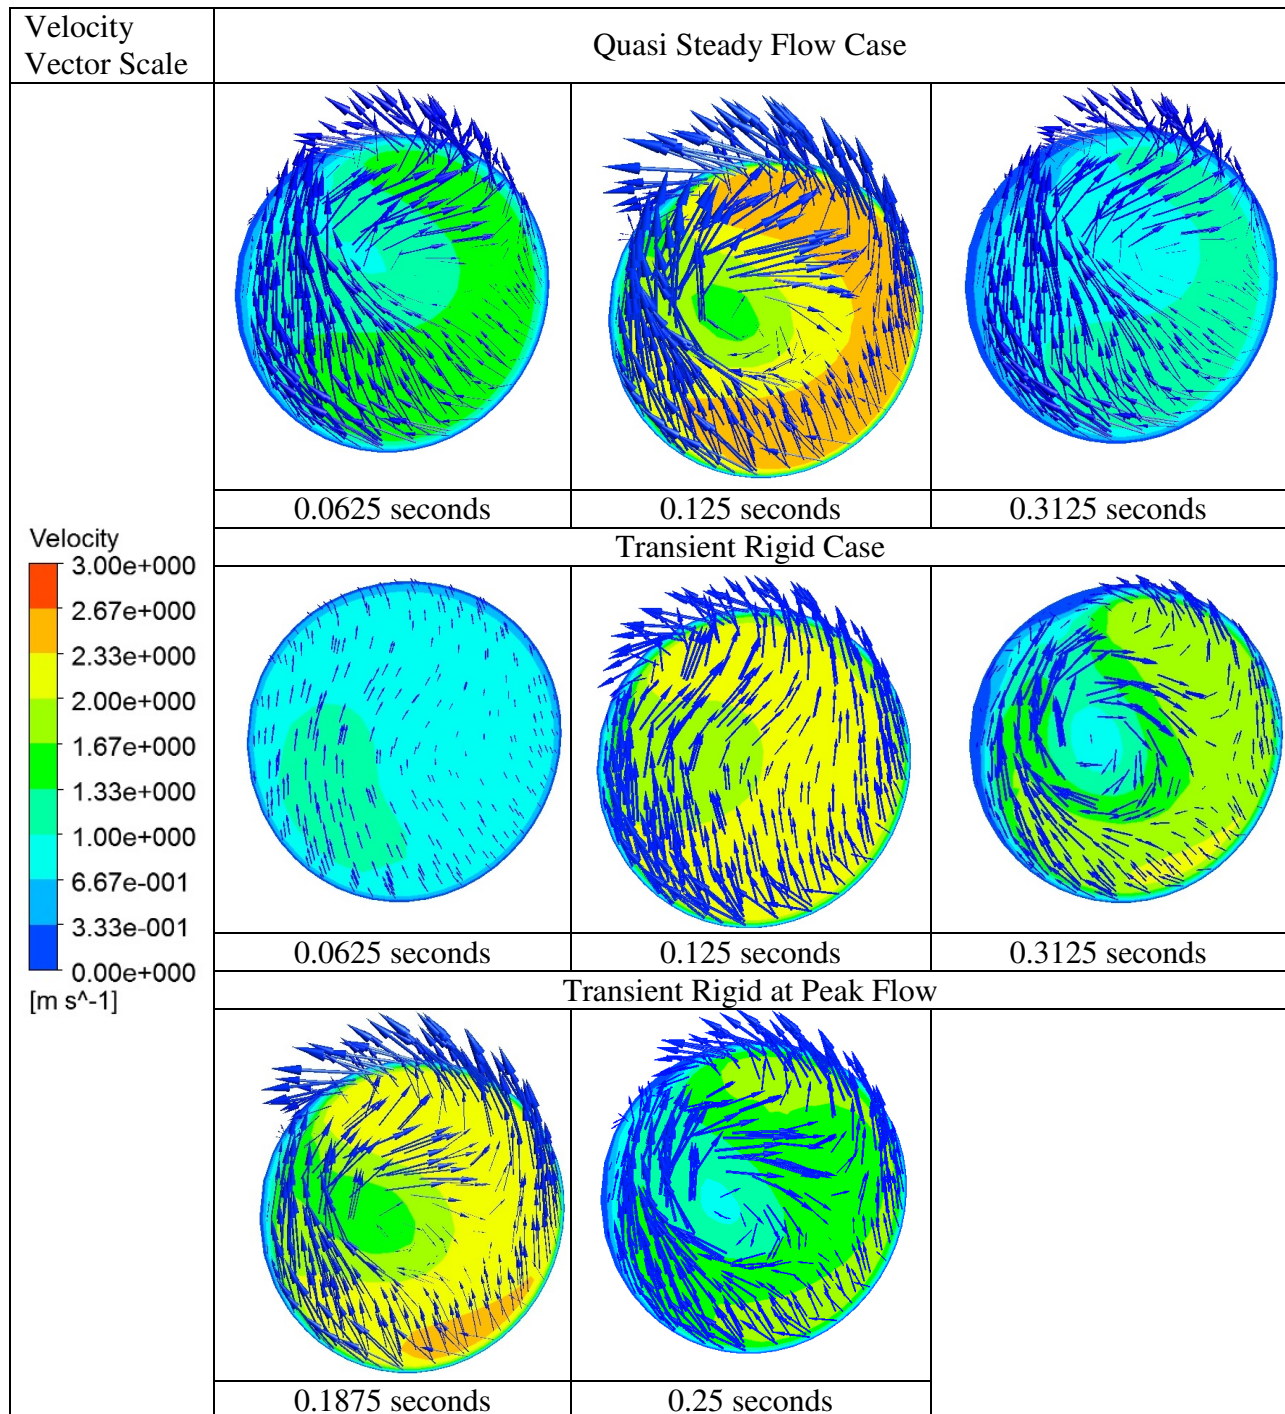 Velocity
Vector Scale
Quasi Steady Flow Case
0.0625 seconds
0.125 seconds
0.3125 seconds
Velocity
3.00e+000
2.67e+000
2.33e+000
2.00e+000
1.67e+000
1.33e+000
1.00e+000
6.67e-001
3.33e-001
0.00e+000
[m s^-1]
Transient Rigid Case
0.0625 seconds
0.125 seconds
0.3125 seconds
Transient Rigid at Peak Flow
0.1875 seconds
0.25 seconds